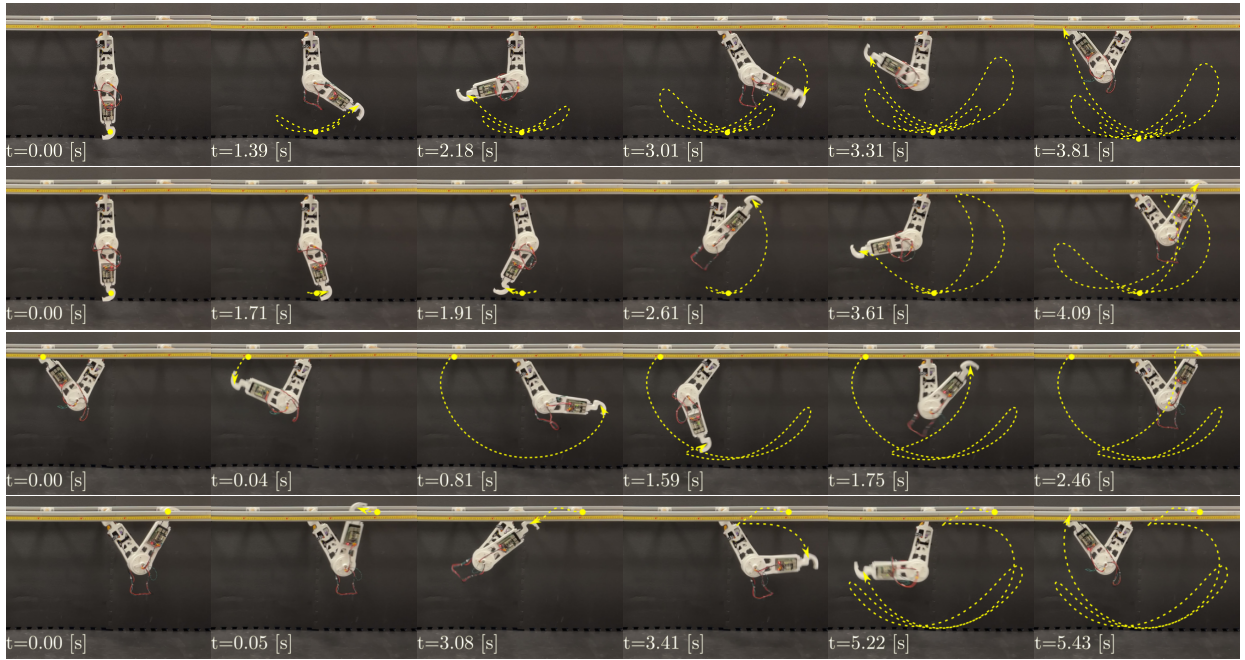 t=0.00 [s] t=1.39 [s] t=2.18 [s] t=3.01 [s] t=3.31 [s] t=3.81 [s]
t=0.00 [s] t=1.71 [s] t=1.91 [s] t=2.61 [s] t=3.61 [s] t=4.09 [s]
t=0.00 [s] t=0.04 [s] t=0.81 [s] t=1.59 [s] t=1.75 [s] t=2.46 [s]
t=0.00 [s] t=0.05 [s] t=3.08 [s] t=3.41 [s] t=5.22 [s] t=5.43 [s]